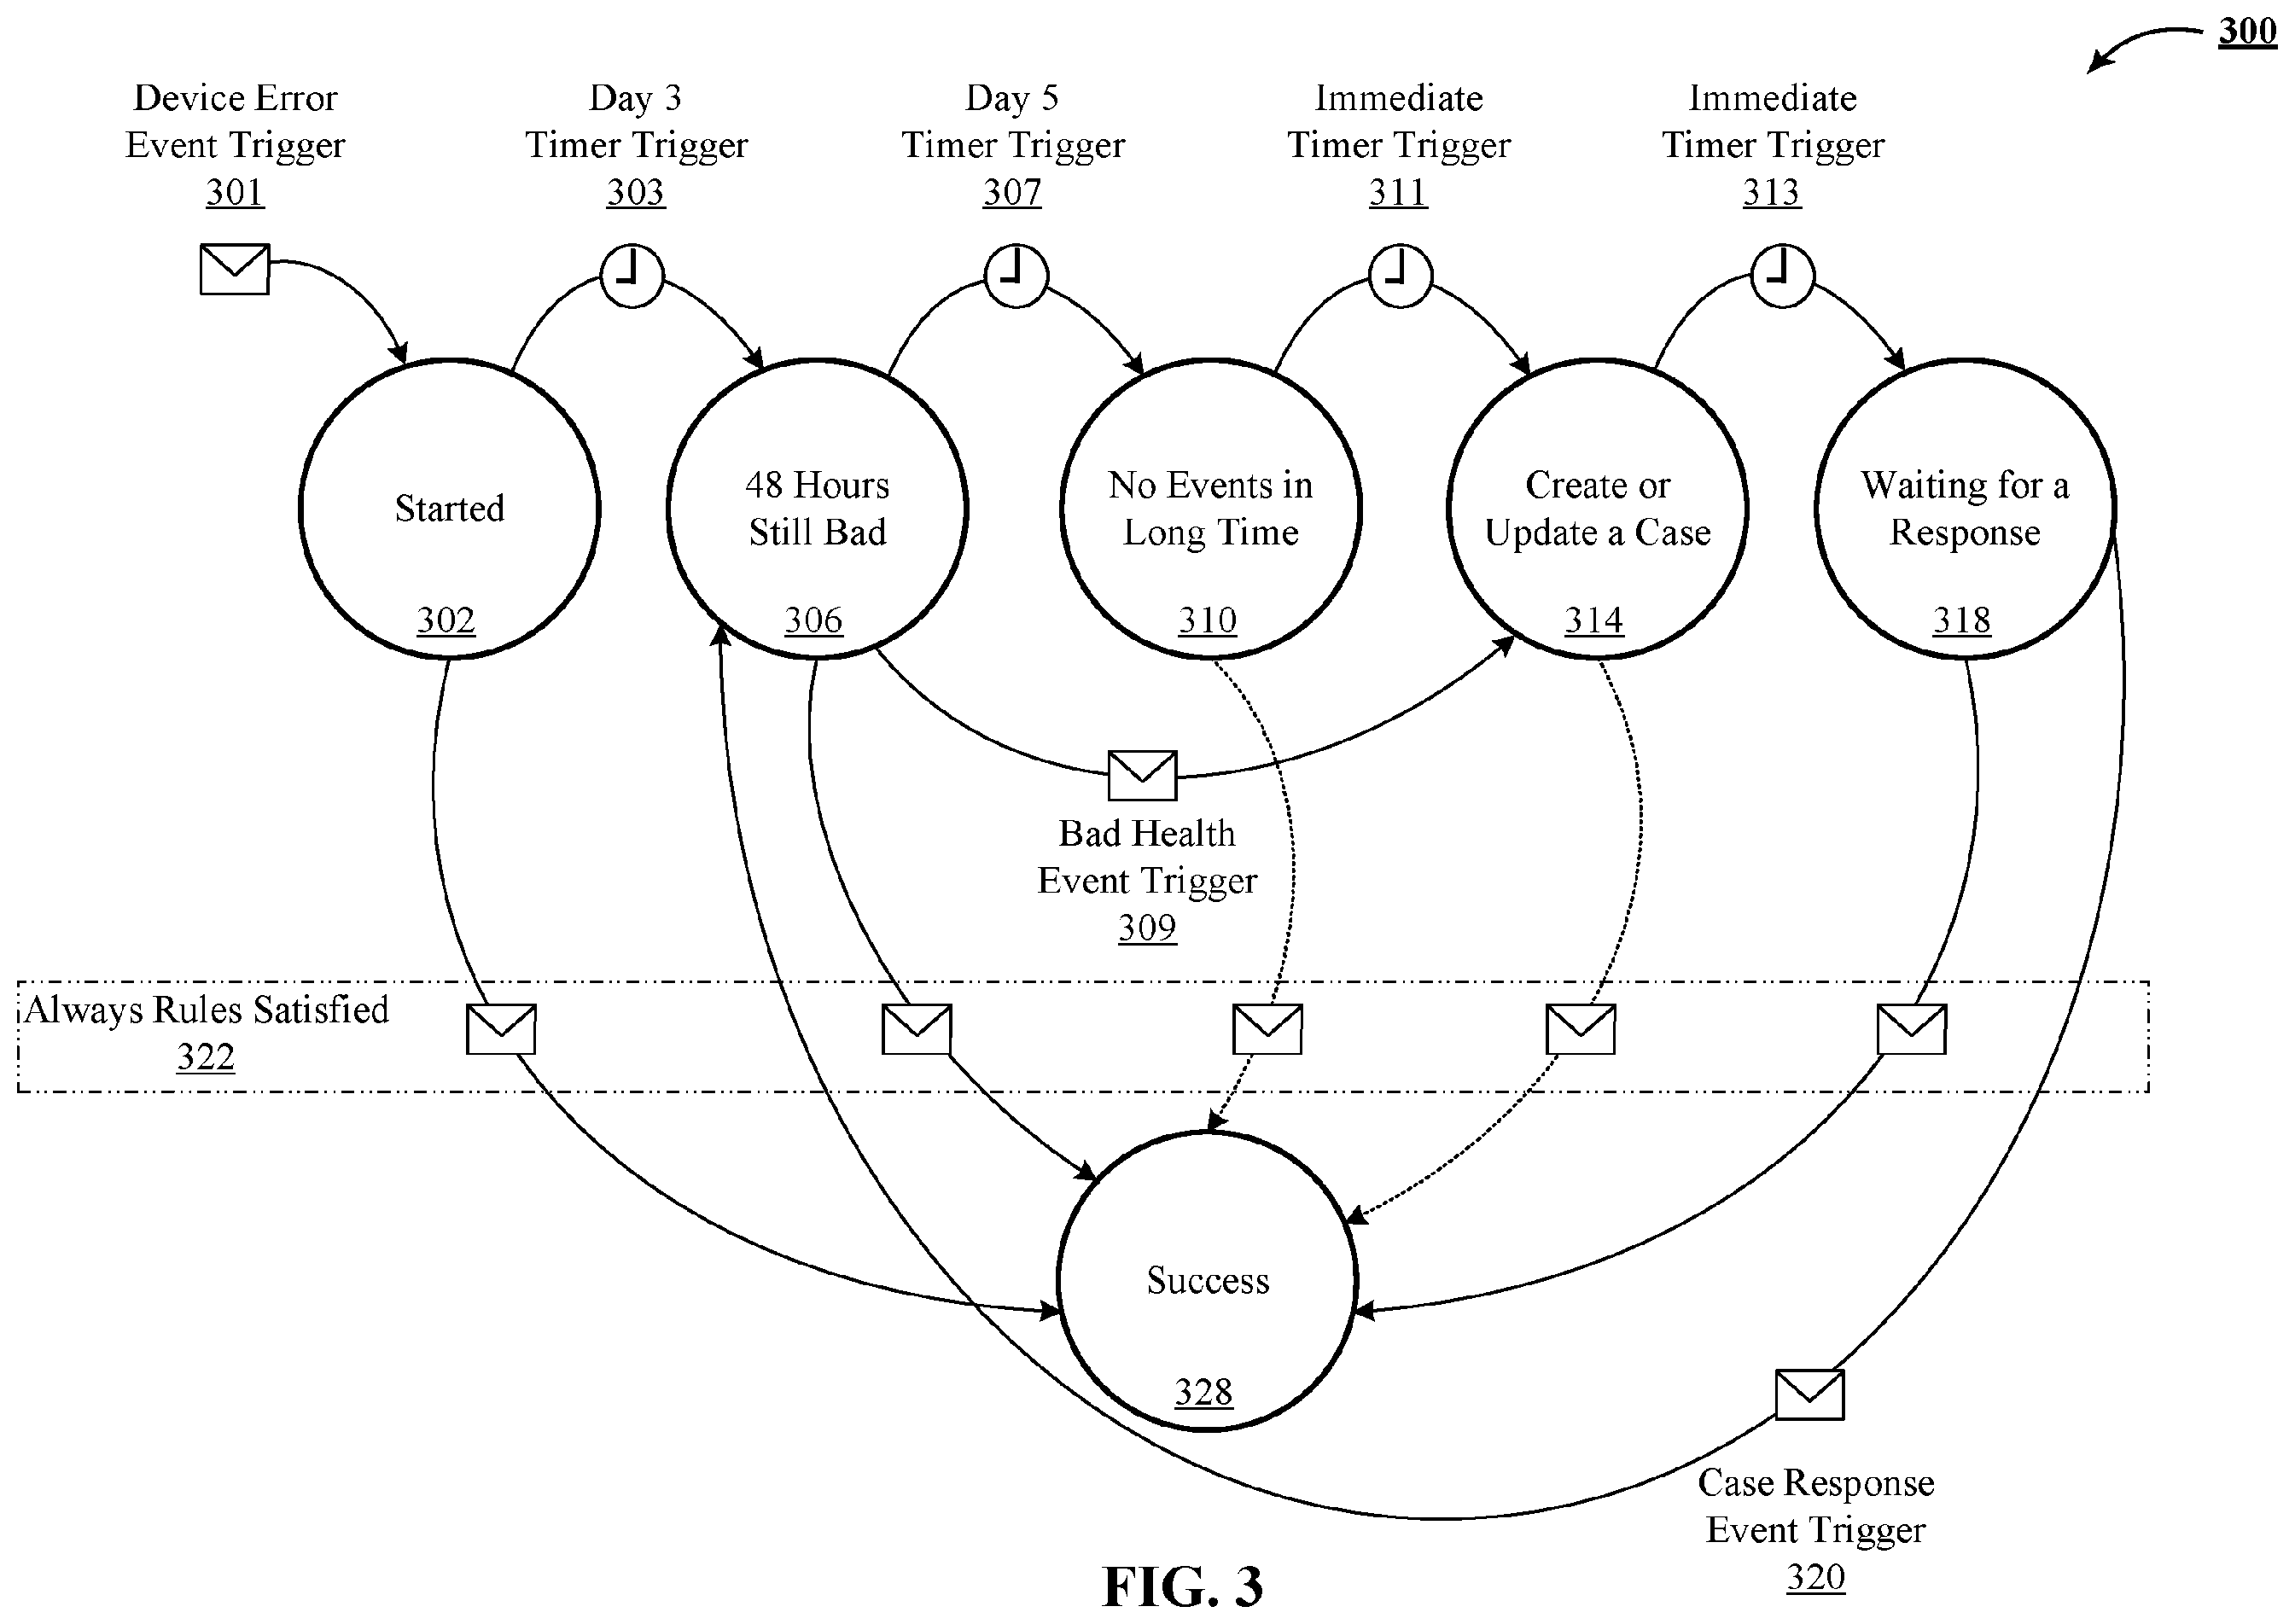 300
Device Error
Event Trigger
301
Day 3
Timer Trigger
303
Day 5
Timer Trigger
307
Immediate
Timer Trigger
311
Immediate
Timer Trigger
313
Started
302
48 Hours
Still Bad
306
No Events in
Long Time
310
Create or
Update a Case
314
Waiting for a
Response
318
Bad Health
Event Trigger
309
Always Rules Satisfied
322
Success
328
Case Response
Event Trigger
320
FIG. 3